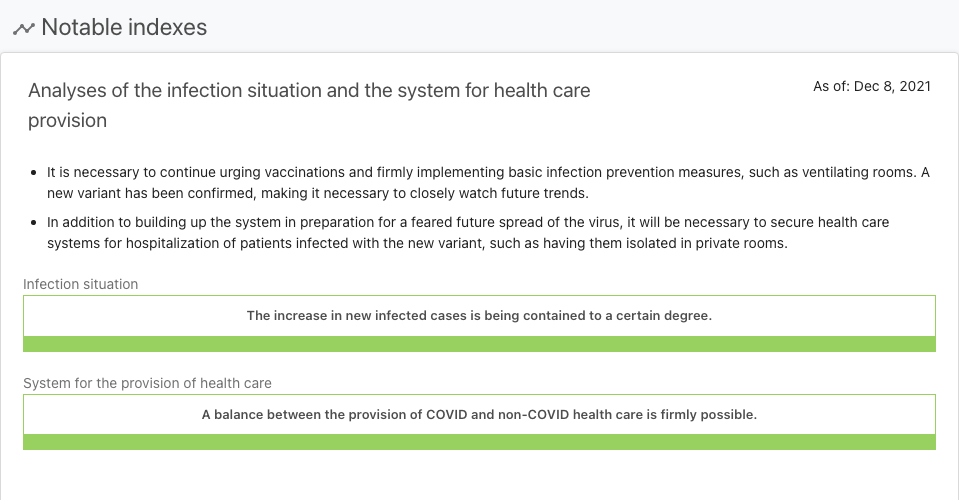 Notable indexes
Analyses of the infection situation and the system for health care
provision
As of: Dec 8, 2021
It is necessary to continue urging vaccinations and firmly implementing basic infection prevention measures, such as ventilating rooms. A
new variant has been confirmed, making it necessary to closely watch future trends.
In addition to building up the system in preparation for a feared future spread of the virus, it will be necessary to secure health care
systems for hospitalization of patients infected with the new variant, such as having them isolated in private rooms.
Infection situation
The increase in new infected cases is being contained to a certain degree.
System for the provision of health care
A balance between the provision of COVID and non-COVID health care is firmly possible.